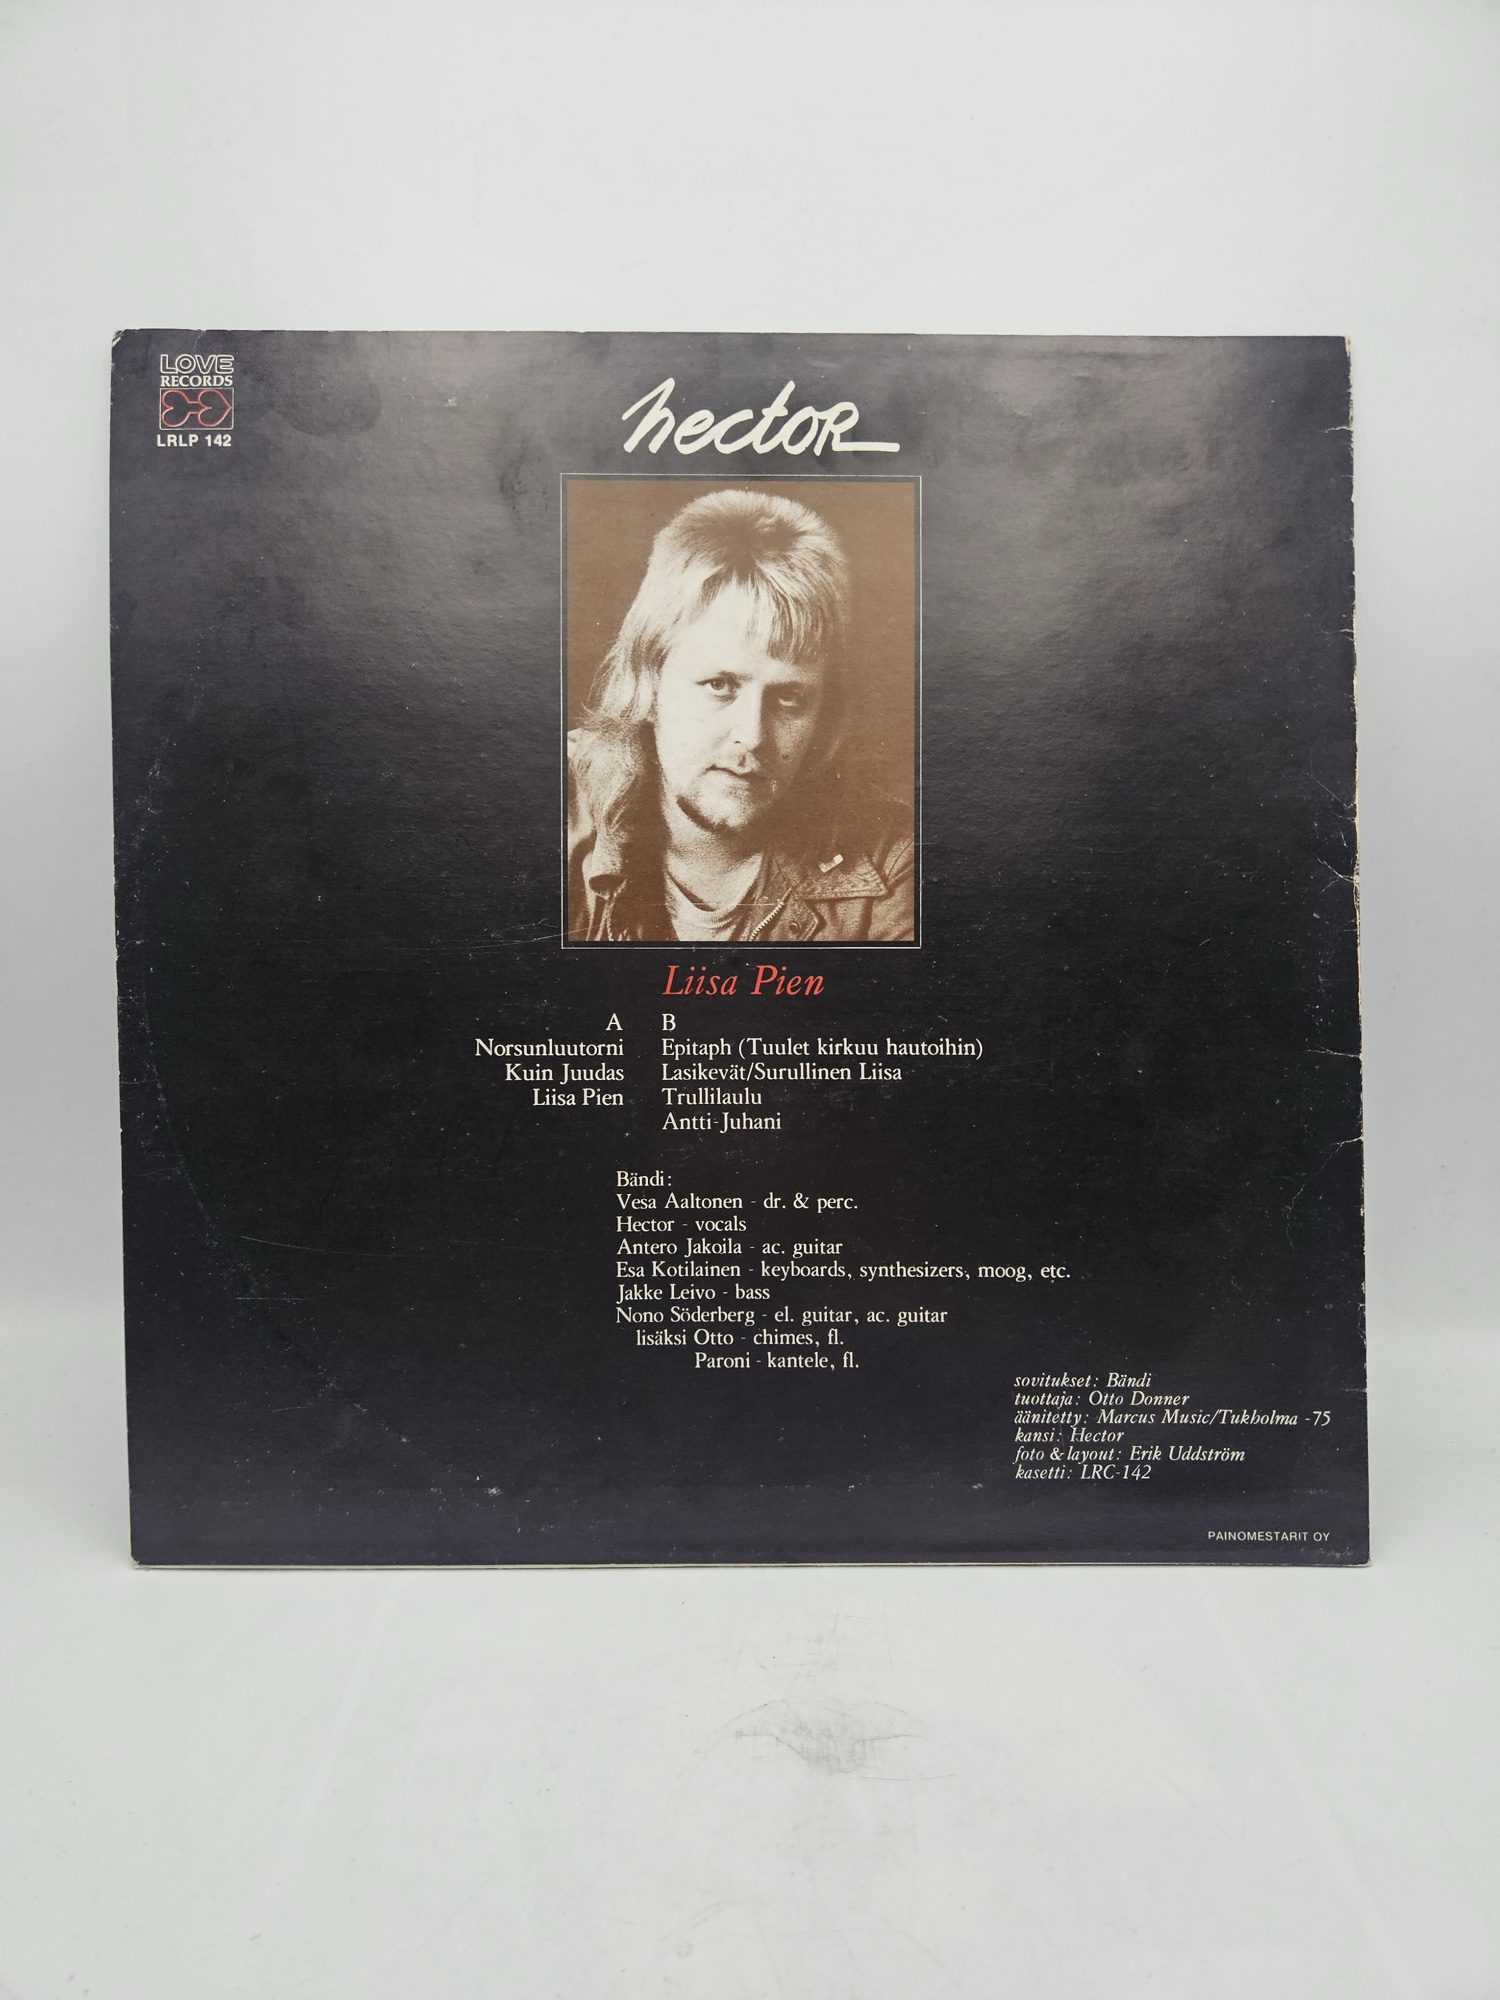 LOVE
RECORDS
LRLP 142
hector
Liisa Pien
A
Norsunluutorni
Kuin Juudas
Liisa Pien
B
Epitaph (Tuulet kirkuu hautoihin)
Lasikevät/Surullinen Liisa
Trullilaulu
Antti-Juhani
Bändi:
Vesa Aaltonen - dr. & perc.
Hector - vocals
Antero Jakoila - ac. guitar
Esa Kotilainen - keyboards, synthesizers, moog, etc.
Jakke Leivo - bass
Nono Söderberg - el. guitar, ac. guitar
lisäksi Otto - chimes, fl.
Paroni - kantele, fl.
sovitukset: Bändi
tuottaja: Otto Donner
äänitetty: Marcus Music/Tukholma -75
kansi: Hector
foto & layout: Erik Uddström
kasetti: LRC-142
PAINOMESTARIT OY